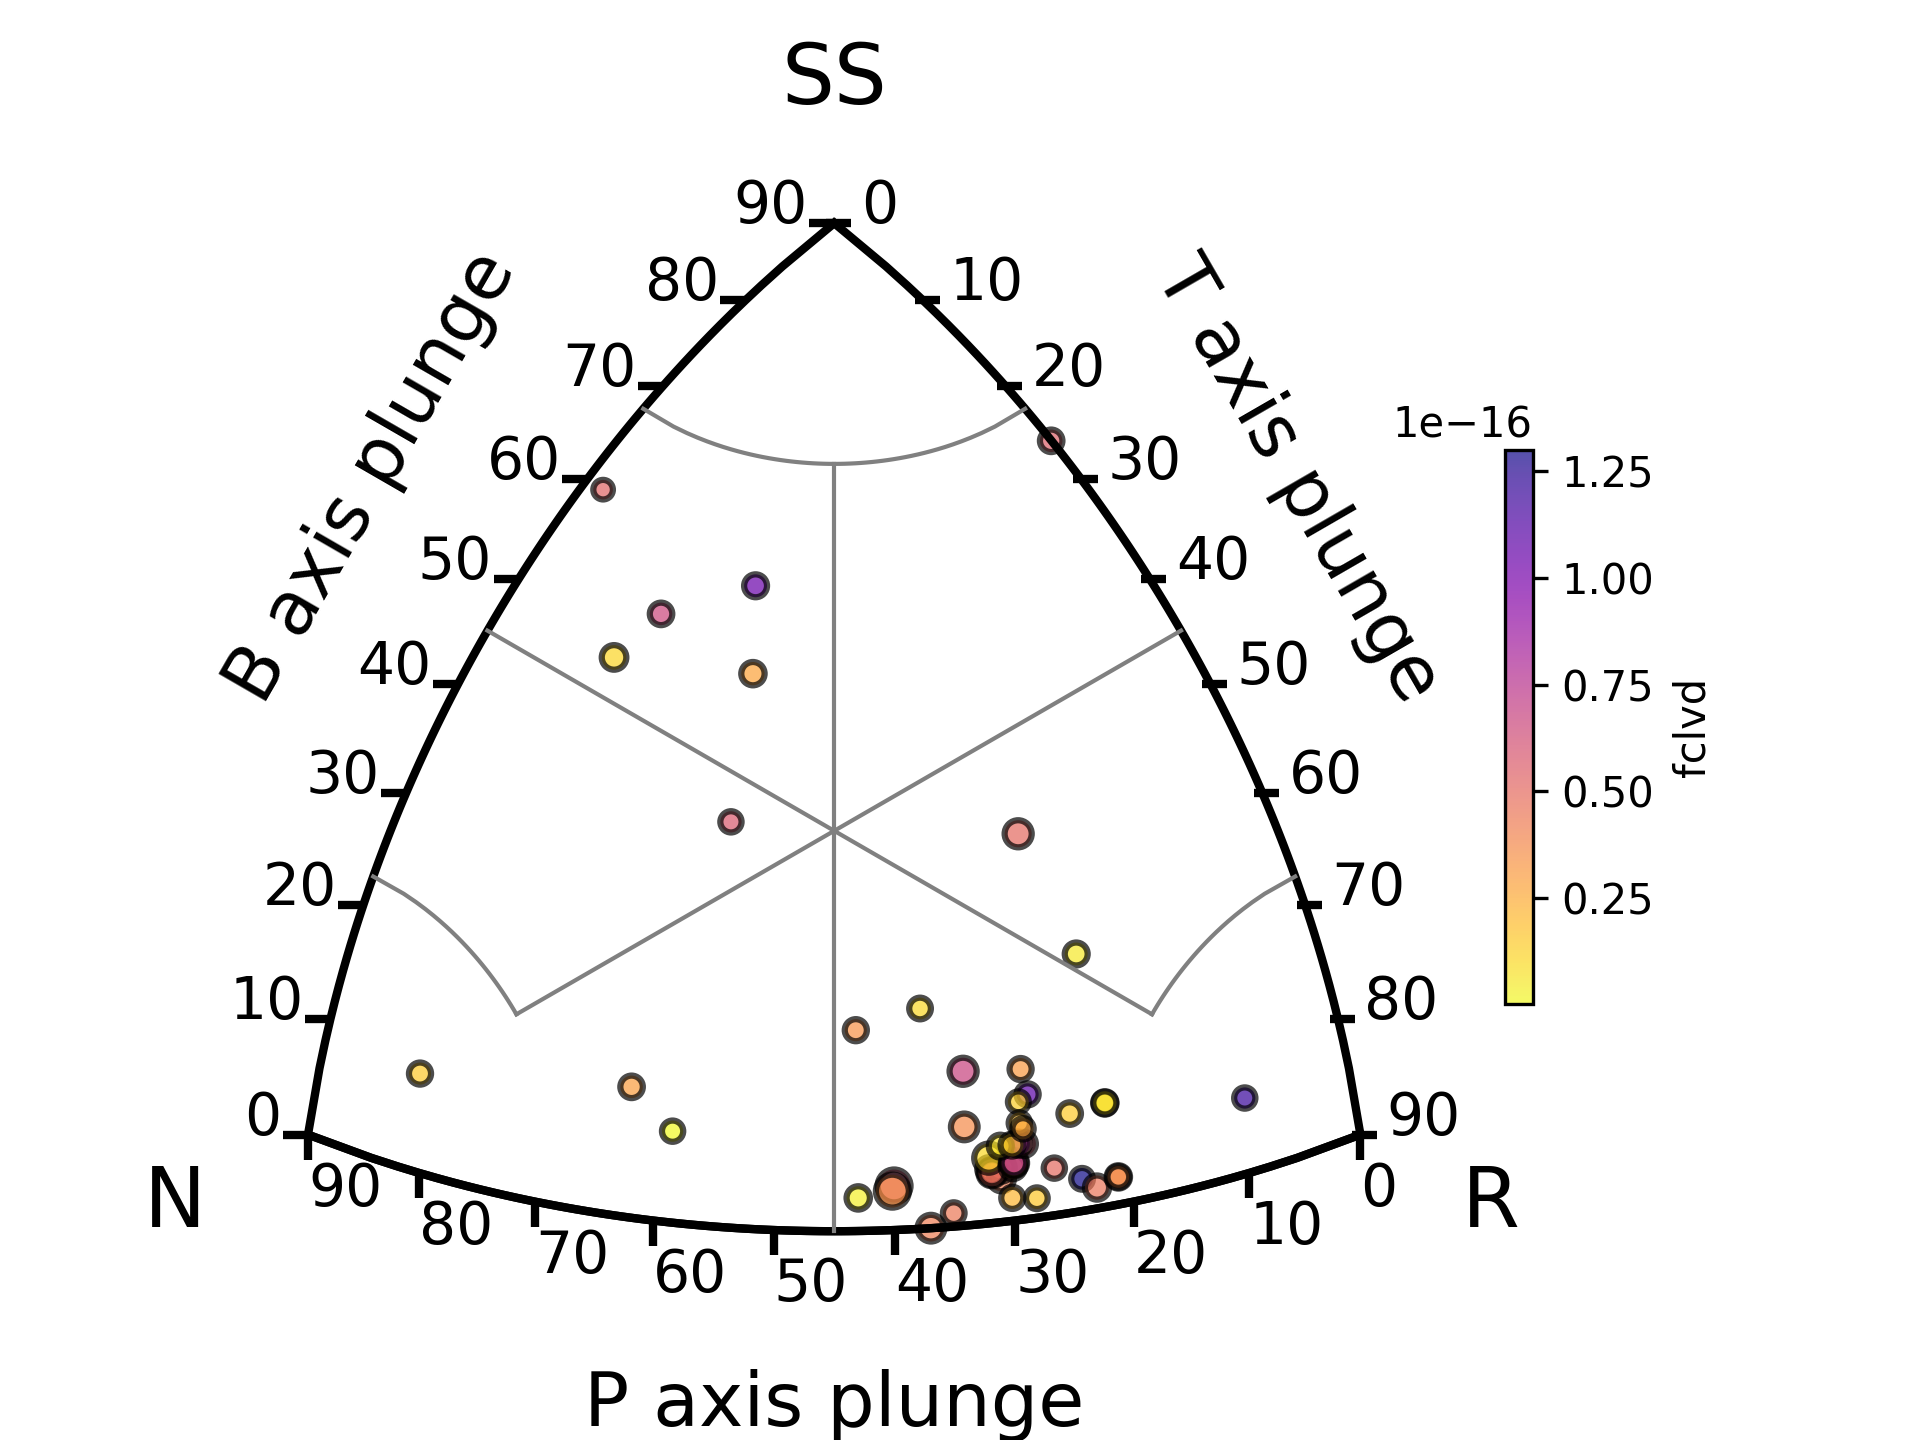 SS
90 0
80 10
70 20
60 30
50 40
40 50
30 60
20 70
10 80
0 90
B axis plunge
T axis plunge
N
R
90 80 70 60 50 40 30 20 10 0
P axis plunge
1e−16
1.25
1.00
0.75
0.50
0.25
fclvd